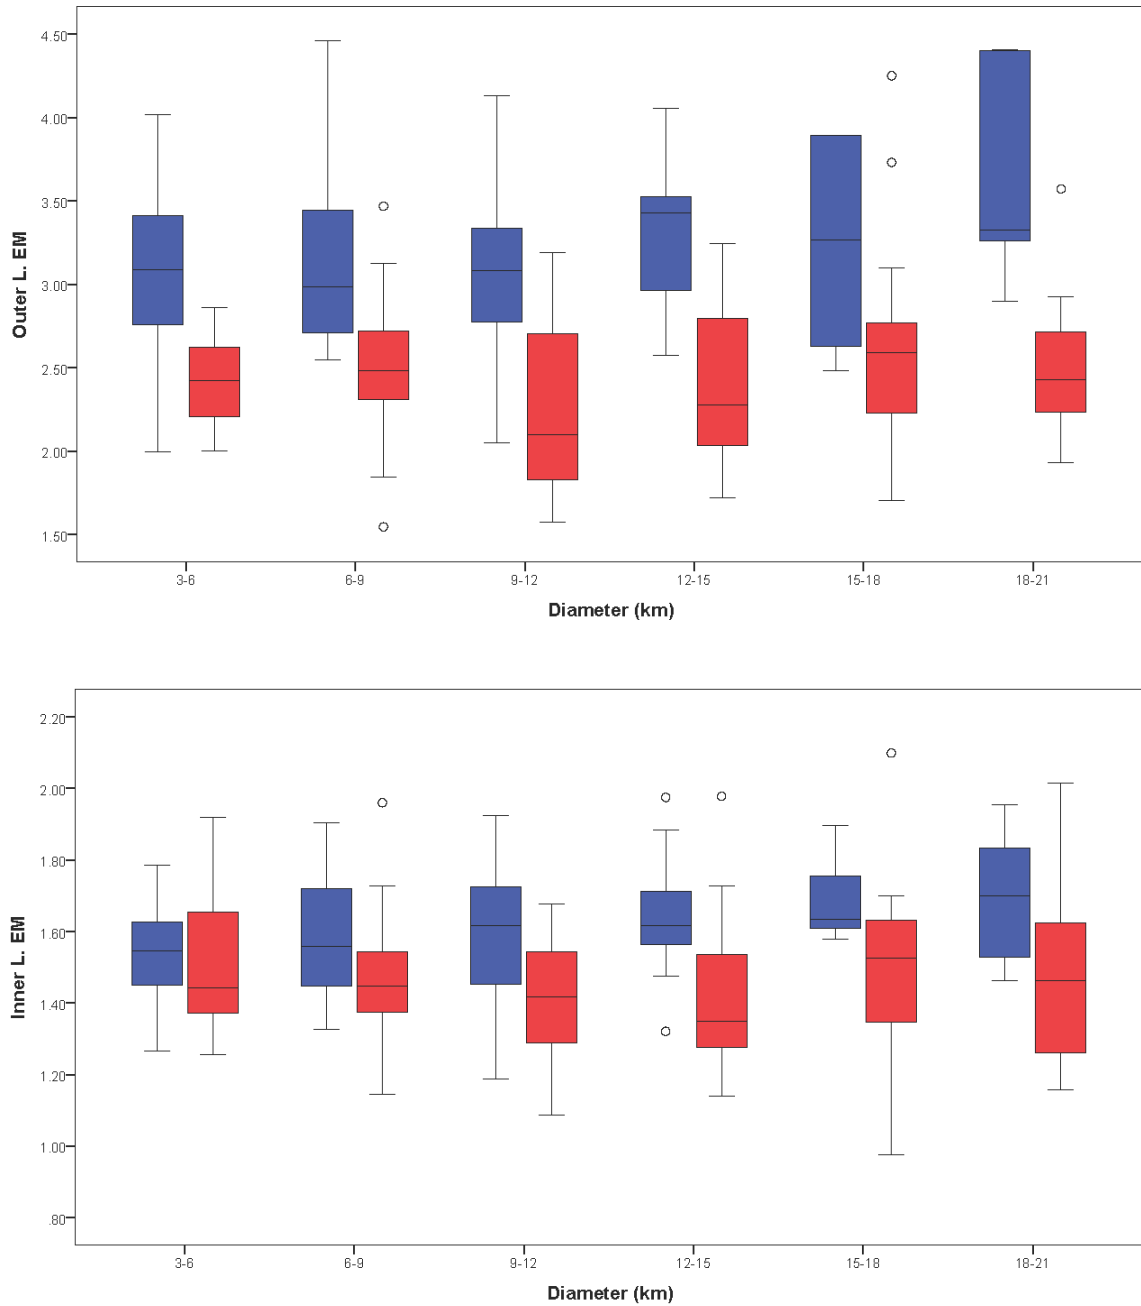 4.50
4.00
3.50
3.00
2.50
2.00
1.50
Outer L. EM
3-6 6-9 9-12 12-15 15-18 18-21
Diameter (km)
2.20
2.00
1.80
1.60
1.40
1.20
1.00
.80
Inner L. EM
3-6 6-9 9-12 12-15 15-18 18-21
Diameter (km)